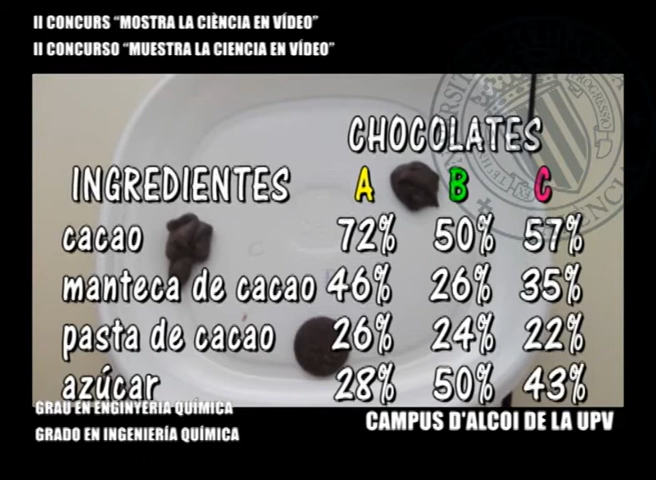 II CONCURS “MOSTRA LA CIÈNCIA EN VÍDEO”
II CONCURSO “MUESTRA LA CIENCIA EN VÍDEO”
CHOCOLATES
INGREDIENTES A B C
cacao 72% 50% 57%
manteca de cacao 46% 26% 35%
pasta de cacao 26% 24% 22%
azúcar 28% 50% 43%
GRAU EN ENGINYERIA QUÍMICA
GRADO EN INGENIERÍA QUÍMICA
CAMPUS D'ALCOI DE LA UPV